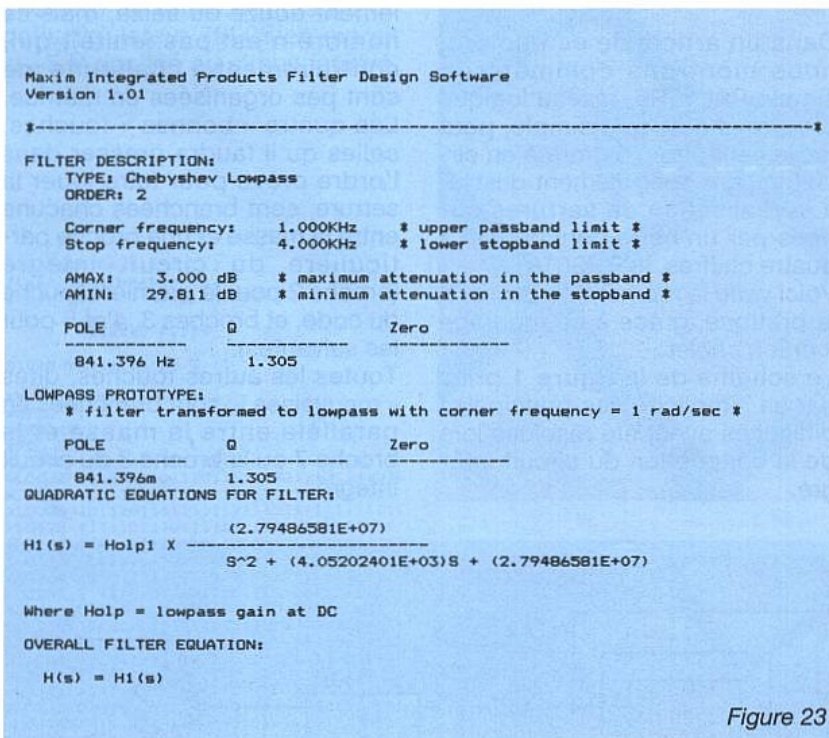 Maxim Integrated Products Filter Design Software
Version 1.01
*------------------------------------------------------------------------------*
FILTER DESCRIPTION:
TYPE: Chebyshev Lowpass
ORDER: 2
Corner frequency: 1.000KHz * upper passband limit *
Stop frequency: 4.000KHz * lower stopband limit *
AMAX: 3.000 dB * maximum attenuation in the passband *
AMIN: 29.811 dB * minimum attenuation in the stopband *
POLE Q Zero
------------ ------------ ------------
841.396 Hz 1.305
LOWPASS PROTOTYPE:
* filter transformed to lowpass with corner frequency = 1 rad/sec *
POLE Q Zero
------------ ------------ ------------
841.396m 1.305
QUADRATIC EQUATIONS FOR FILTER:
(2.79486581E+07)
H1(s) = Holp1 X ------------------------
S^2 + (4.05202401E+03)S + (2.79486581E+07)
Where Holp = lowpass gain at DC
OVERALL FILTER EQUATION:
H(s) = H1(s)
Figure 23